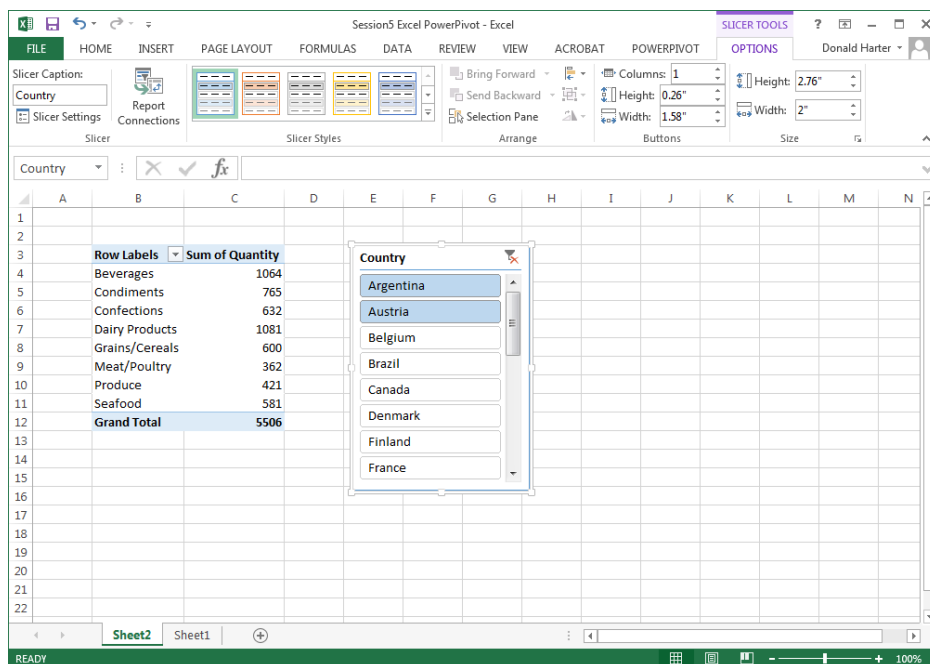 Session5 Excel PowerPivot - Excel
SLICER TOOLS
?
FILE HOME INSERT PAGE LAYOUT FORMULAS DATA REVIEW VIEW ACROBAT POWERPIVOT OPTIONS Donald Harter
Slicer Caption:
Country
Slicer Settings
Report
Connections
Slicer
Slicer Styles
Bring Forward
Send Backward
Selection Pane
Arrange
Columns: 1
Height: 0.26"
Width: 1.58"
Buttons
Height: 2.76"
Width: 2"
Size
Country fx
A B C D E F G H I J K L M N
1
2
3 Row Labels Sum of Quantity
4 Beverages 1064
5 Condiments 765
6 Confections 632
7 Dairy Products 1081
8 Grains/Cereals 600
9 Meat/Poultry 362
10 Produce 421
11 Seafood 581
12 Grand Total 5506
13
14
15
16
17
18
19
20
21
22
Country
Argentina
Austria
Belgium
Brazil
Canada
Denmark
Finland
France
Sheet2 Sheet1
READY 100%